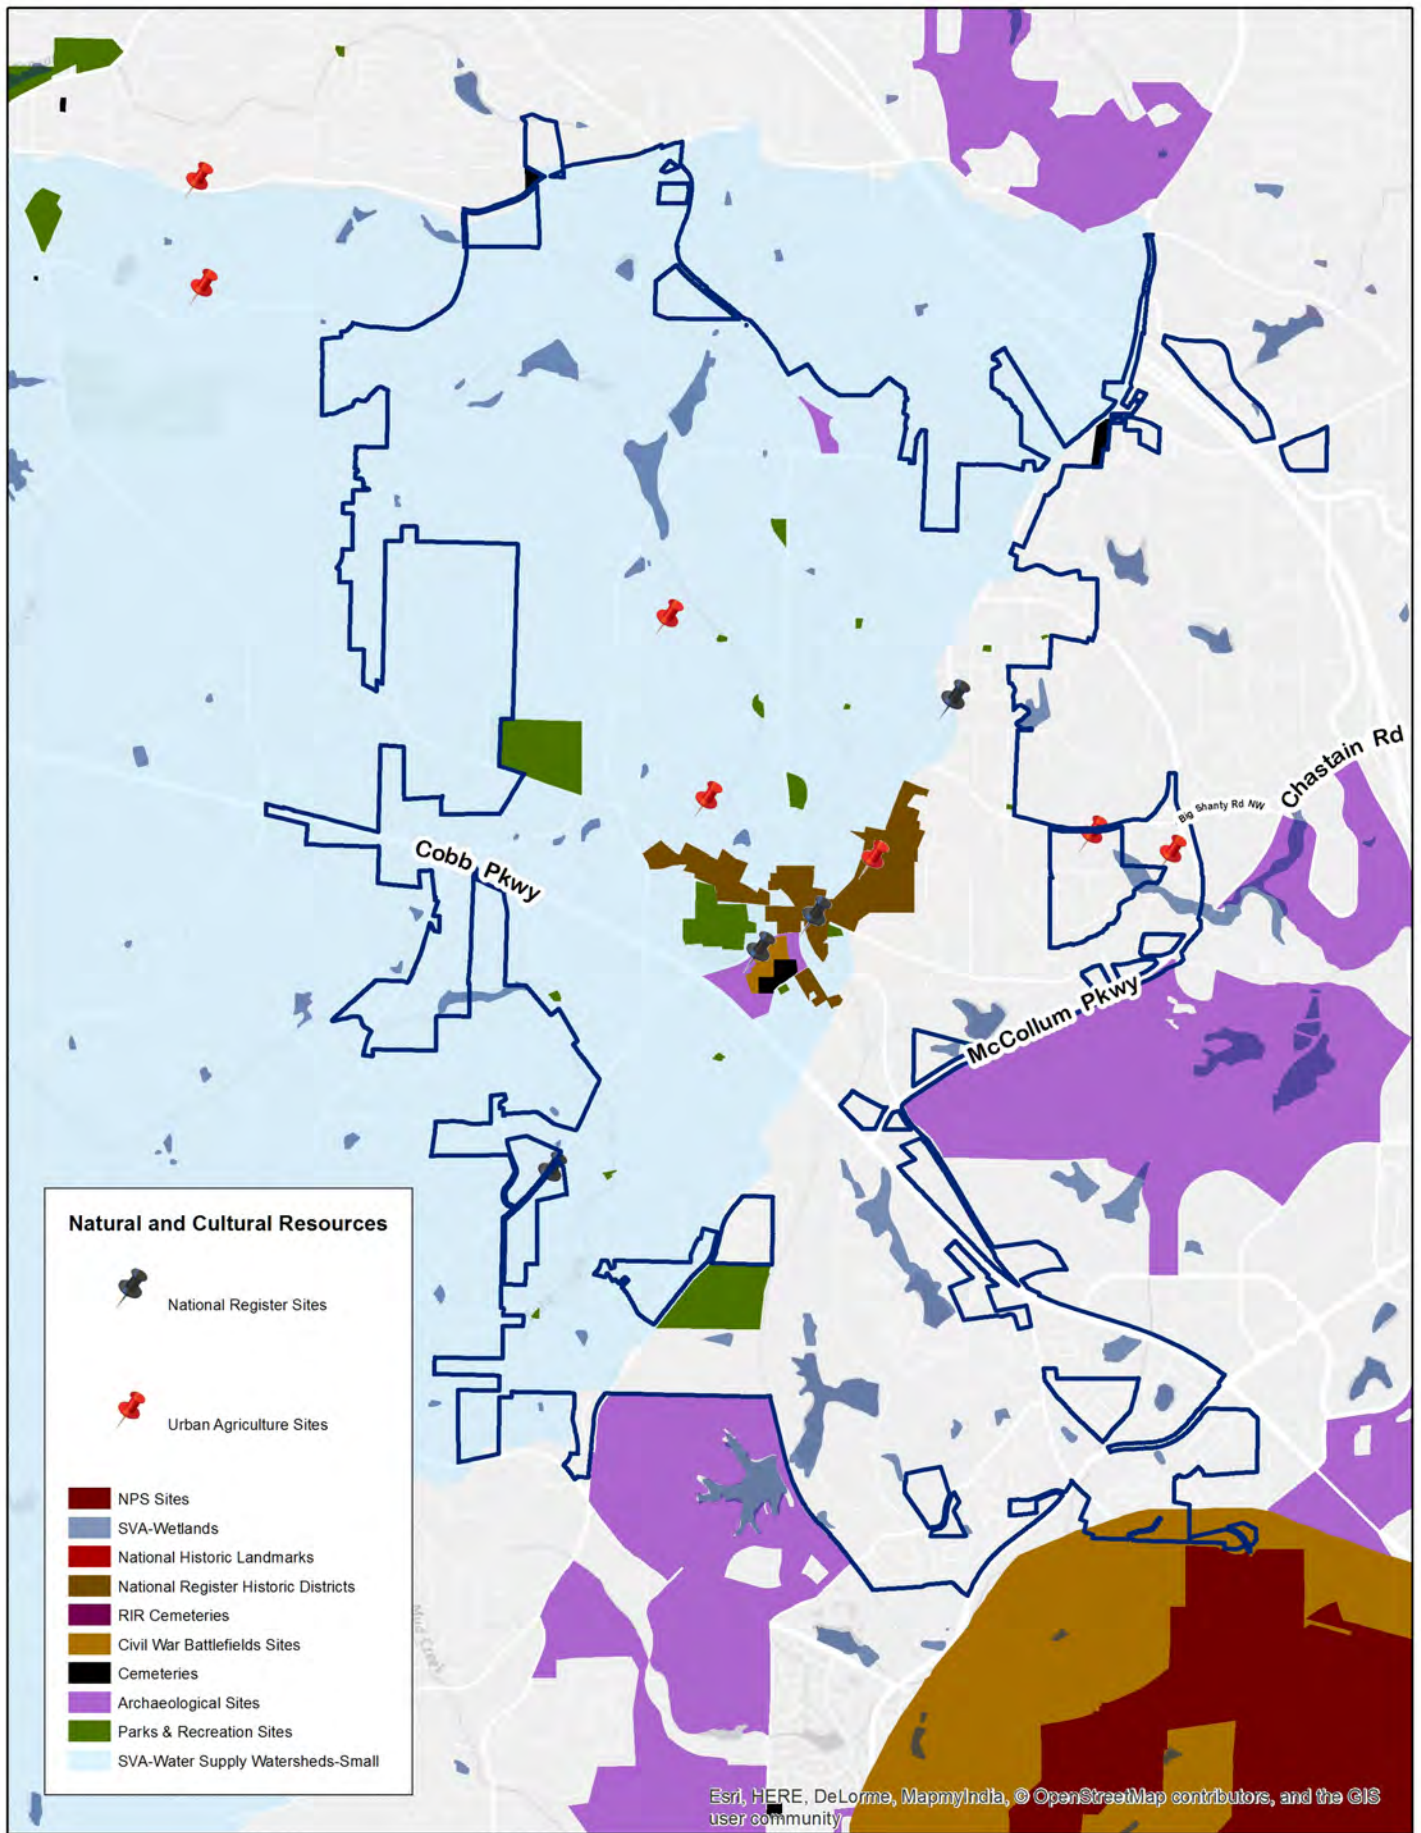 Chastain Rd
Big Shanty Rd NW
Cobb Pkwy
McCollum Pkwy
Natural and Cultural Resources
National Register Sites
Urban Agriculture Sites
NPS Sites
SVA-Wetlands
National Historic Landmarks
National Register Historic Districts
RIR Cemeteries
Civil War Battlefields Sites
Cemeteries
Archaeological Sites
Parks & Recreation Sites
SVA-Water Supply Watersheds-Small
Mud Creek
Esri, HERE, DeLorme, MapmyIndia, © OpenStreetMap contributors, and the GIS
user community